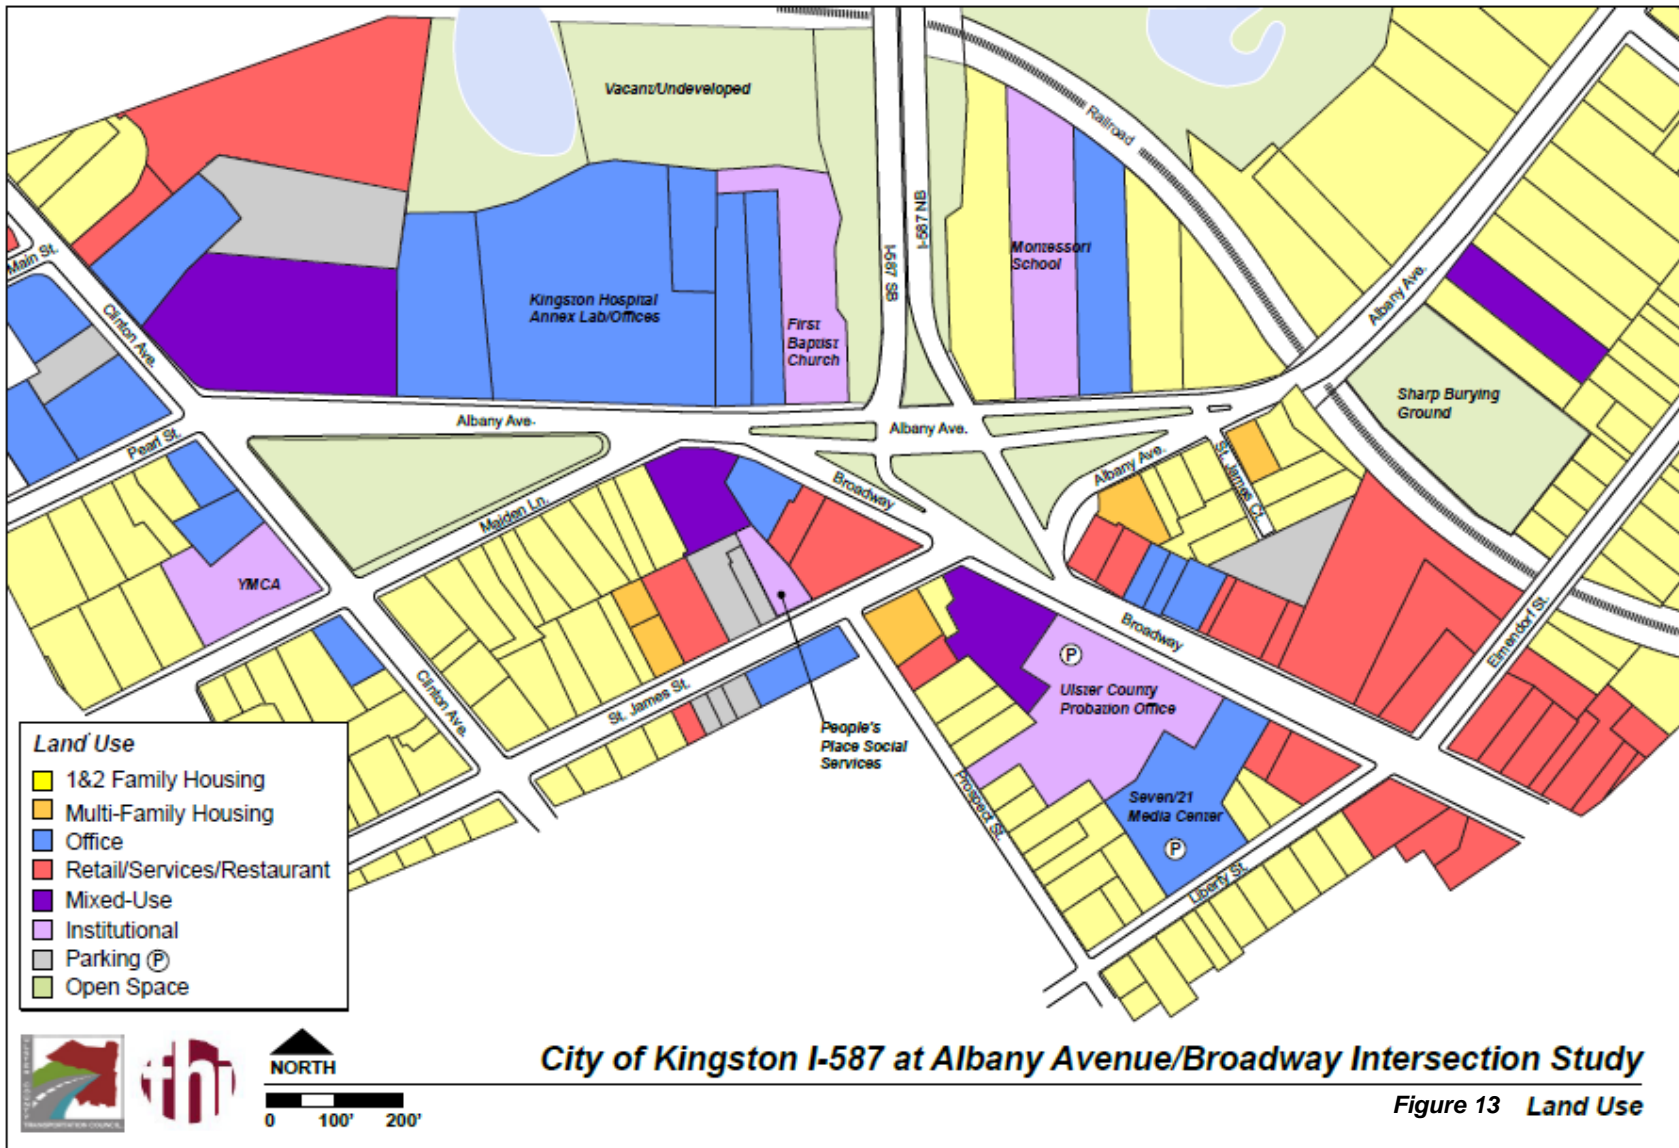 Vacant/Undeveloped
Railroad
I-587 NB
I-587 SB
Montessori
School
Main St.
Clinton Ave.
Kingston Hospital
Annex Lab/Offices
First
Baptist
Church
Albany Ave.
Sharp Burying
Ground
Albany Ave.
Albany Ave.
Pearl St.
Albany Ave.
St. James Ct.
Broadway
Maiden Ln.
YMCA
Elmendorf St.
Broadway
P
Ulster County
Probation Office
Clinton Ave.
St. James St.
People's
Place Social
Services
Prospect St.
Seven/21
Media Center
P
Liberty St.
Land Use
1&2 Family Housing
Multi-Family Housing
Office
Retail/Services/Restaurant
Mixed-Use
Institutional
Parking P
Open Space
TRANSPORTATION COUNCIL
thi
NORTH
0 100' 200'
City of Kingston I-587 at Albany Avenue/Broadway Intersection Study
Figure 13 Land Use